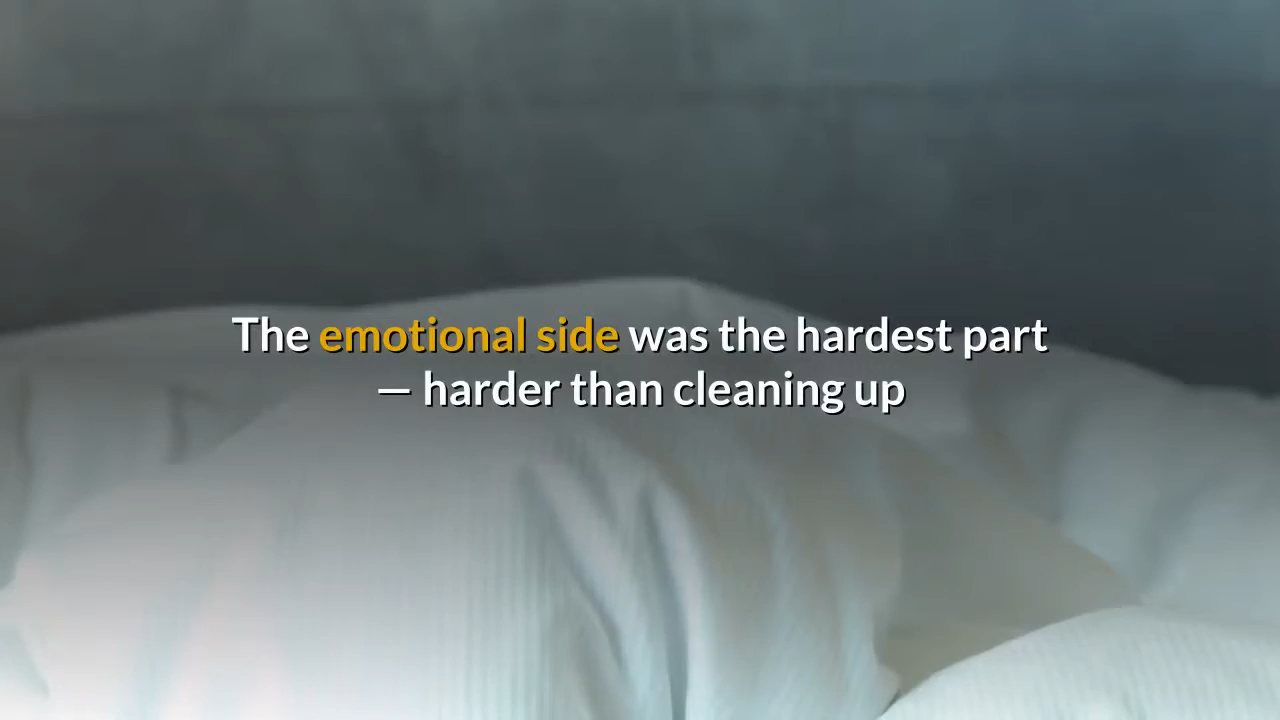 The emotional side was the hardest part
— harder than cleaning up